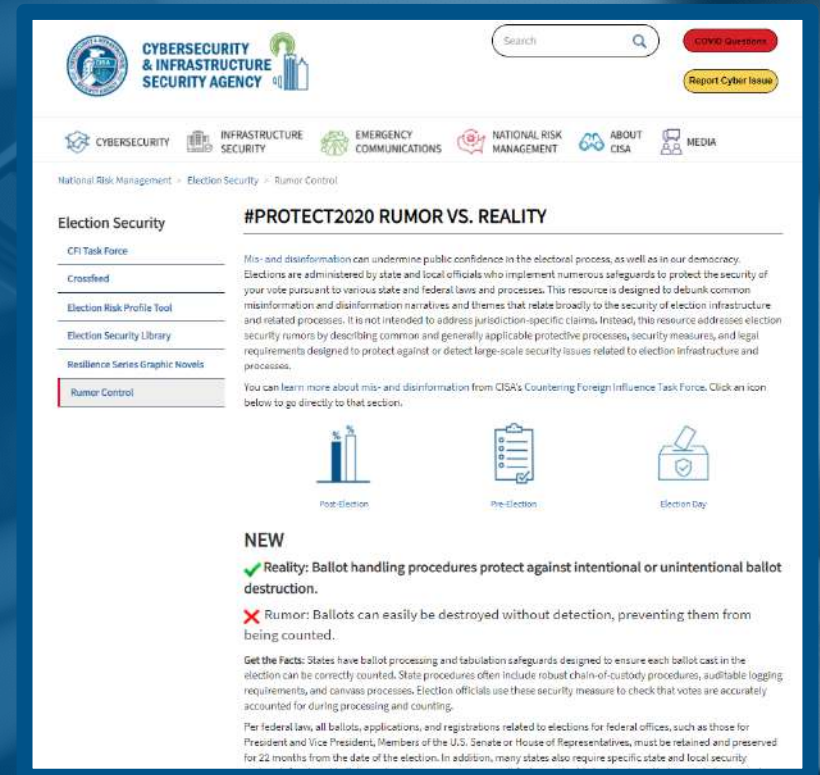 CYBERSECURITY
& INFRASTRUCTURE
SECURITY AGENCY
Search
COVID Questions
Report Cyber Issue
CYBERSECURITY
INFRASTRUCTURE
SECURITY
EMERGENCY
COMMUNICATIONS
NATIONAL RISK
MANAGEMENT
ABOUT
CISA
MEDIA
National Risk Management > Election Security > Rumor Control
Election Security
CFI Task Force
Crossfeed
Election Risk Profile Tool
Election Security Library
Resilience Series Graphic Novels
Rumor Control
#PROTECT2020 RUMOR VS. REALITY
Mis- and disinformation can undermine public confidence in the electoral process, as well as in our democracy.
Elections are administered by state and local officials who implement numerous safeguards to protect the security of
your vote pursuant to various state and federal laws and processes. This resource is designed to debunk common
misinformation and disinformation narratives and themes that relate broadly to the security of election infrastructure
and related processes. It is not intended to address jurisdiction-specific claims. Instead, this resource addresses election
security rumors by describing common and generally applicable protective processes, security measures, and legal
requirements designed to protect against or detect large-scale security issues related to election infrastructure and
processes.
You can learn more about mis- and disinformation from CISA's Countering Foreign Influence Task Force. Click an icon
below to go directly to that section.
Post-Election
Pre-Election
Election Day
NEW
Reality: Ballot handling procedures protect against intentional or unintentional ballot
destruction.
Rumor: Ballots can easily be destroyed without detection, preventing them from
being counted.
Get the Facts: States have ballot processing and tabulation safeguards designed to ensure each ballot cast in the
election can be correctly counted. State procedures often include robust chain-of-custody procedures, auditable logging
requirements, and canvass processes. Election officials use these security measure to check that votes are accurately
accounted for during processing and counting.
Per federal law, all ballots, applications, and registrations related to elections for federal offices, such as those for
President and Vice President, Members of the U.S. Senate or House of Representatives, must be retained and preserved
for 22 months from the date of the election. In addition, many states also require specific state and local security